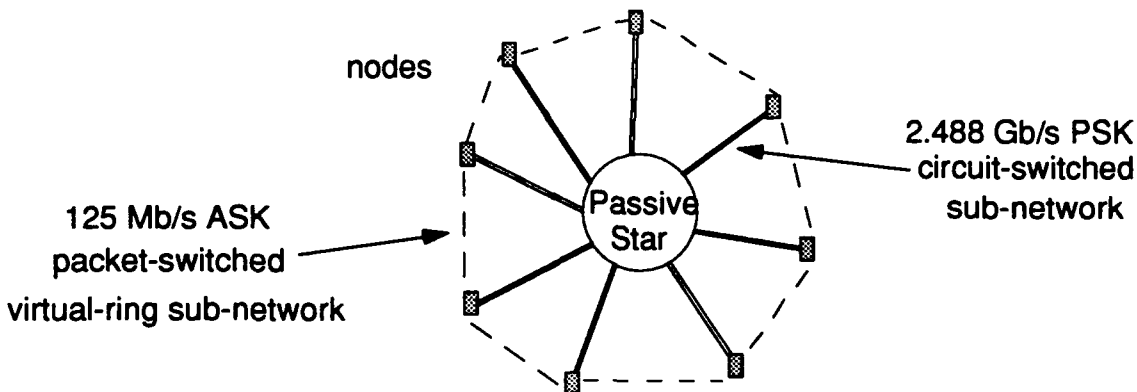 nodes
2.488 Gb/s PSK
circuit-switched
sub-network
Passive
Star
125 Mb/s ASK
packet-switched
virtual-ring sub-network